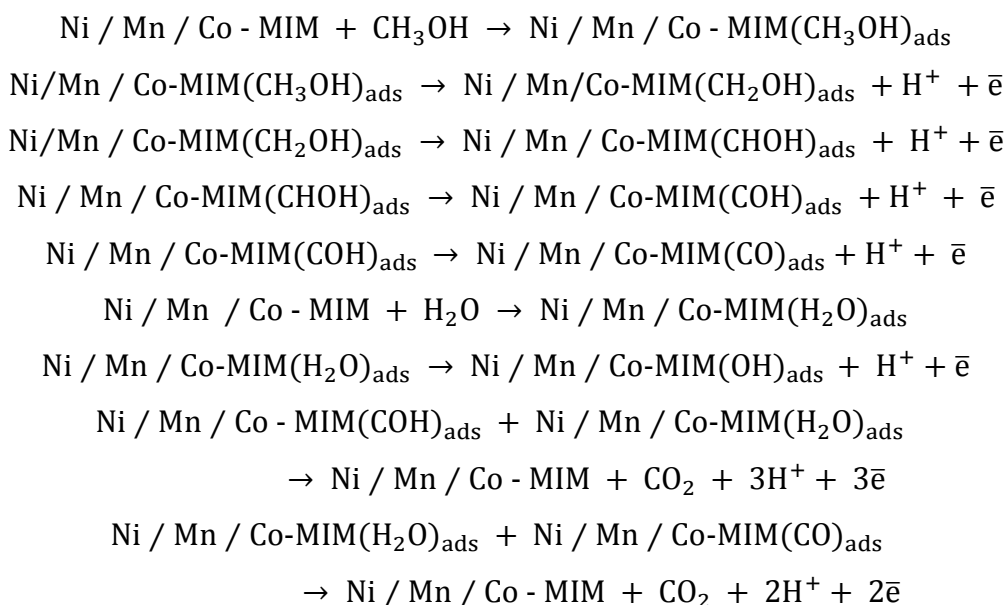 Ni / Mn / Co - MIM + CH₃OH → Ni / Mn / Co - MIM(CH₃OH)ₐdₛ
Ni/Mn / Co-MIM(CH₃OH)ads → Ni / Mn/Co-MIM(CH₂OH)ads + H⁺ + e̅
Ni/Mn / Co-MIM(CH₂OH)ads → Ni / Mn / Co-MIM(CHOH)ads + H⁺ + e̅
Ni / Mn / Co-MIM(CHOH)ads → Ni / Mn / Co-MIM(COH)ads + H⁺ + e̅
Ni / Mn / Co-MIM(COH)ads → Ni / Mn / Co-MIM(CO)ads + H⁺ + e̅
Ni / Mn / Co - MIM + H₂O → Ni / Mn / Co-MIM(H₂O)ads
Ni / Mn / Co-MIM(H₂O)ads → Ni / Mn / Co-MIM(OH)ads + H⁺ + e̅
Ni / Mn / Co - MIM(COH)ads + Ni / Mn / Co-MIM(H₂O)ads
→ Ni / Mn / Co - MIM + CO₂ + 3H⁺ + 3e̅
Ni / Mn / Co-MIM(H₂O)ads + Ni / Mn / Co-MIM(CO)ads
→ Ni / Mn / Co - MIM + CO₂ + 2H⁺ + 2e̅